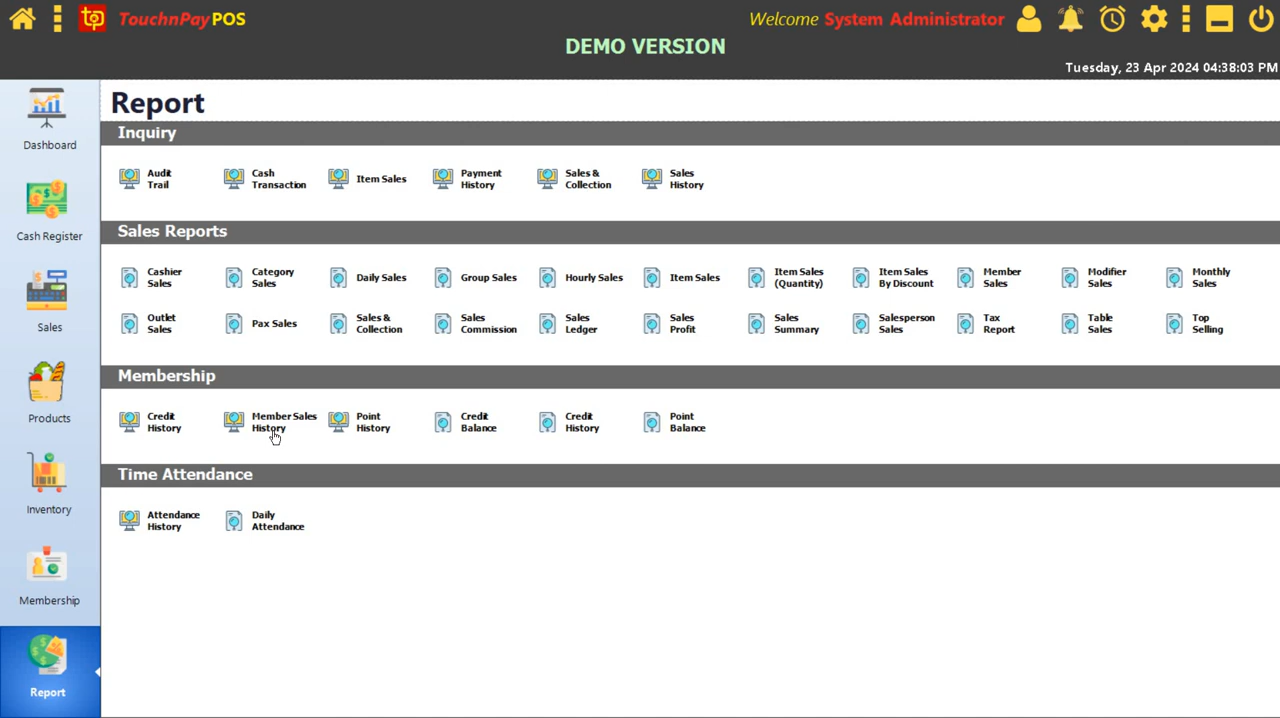 TouchnPay POS
Welcome System Administrator
DEMO VERSION
Tuesday, 23 Apr 2024 04:38:03 PM
Dashboard
Cash Register
Sales
Products
Inventory
Membership
Report
Report
Inquiry
Audit
Trail
Cash
Transaction
Item Sales
Payment
History
Sales &
Collection
Sales
History
Sales Reports
Cashier
Sales
Category
Sales
Daily Sales
Group Sales
Hourly Sales
Item Sales
Item Sales
(Quantity)
Item Sales
By Discount
Member
Sales
Modifier
Sales
Monthly
Sales
Outlet
Sales
Pax Sales
Sales &
Collection
Sales
Commission
Sales
Ledger
Sales
Profit
Sales
Summary
Salesperson
Sales
Tax
Report
Table
Sales
Top
Selling
Membership
Credit
History
Member Sales
History
Point
History
Credit
Balance
Credit
History
Point
Balance
Time Attendance
Attendance
History
Daily
Attendance